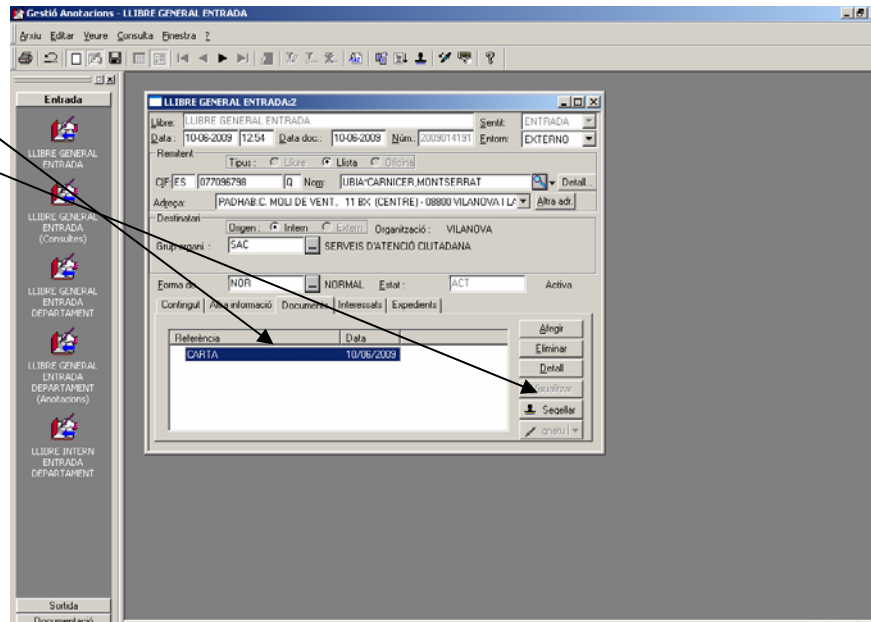 Gestió Anotacions - LLIBRE GENERAL ENTRADA
Arxiu Editar Veure Consulta Finestra ?
Entrada
LLIBRE GENERAL
ENTRADA
LLIBRE GENERAL
ENTRADA
(Consultes)
LLIBRE GENERAL
ENTRADA
DEPARTAMENT
LLIBRE GENERAL
ENTRADA
DEPARTAMENT
(Anotacions)
LLIBRE INTERN
ENTRADA
DEPARTAMENT
Sortida
Documentació
LLIBRE GENERAL ENTRADA:2
Llibre: LLIBRE GENERAL ENTRADA Sentit: ENTRADA
Data: 10-06-2009 12:54 Data doc.: 10-06-2009 Núm.: 2009014191 Entorn: EXTERNO
Remitent
Tipus: Lliure Llista Oficina
CIF: ES 077096798 Q Nom: UBIA*CARNICER,MONTSERRAT Detall...
Adreça: PADHAB:C. MOLI DE VENT, 11 BX (CENTRE) - 08800 VILANOVA I LA Altra adr.
Destinatari
Origen: Intern Extern Organització: VILANOVA
Grup organi.: SAC SERVEIS D'ATENCIÓ CIUTADANA
Forma de NOR NORMAL Estat: ACT Activa
Contingut Altra informació Documents Interessats Expedients
Referència Data
CARTA 10/06/2009
Afegir
Eliminar
Detall
Visualitzar
Segellar